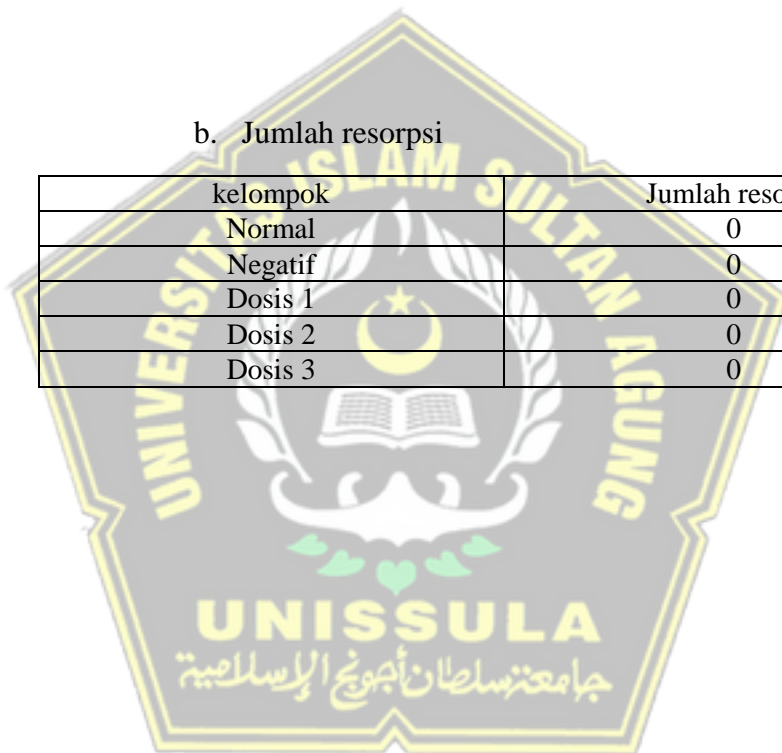 b. Jumlah resorpsi
kelompok Jumlah reso
Normal 0
Negatif 0
Dosis 1 0
Dosis 2 0
Dosis 3 0
UNIVERSITAS ISLAM SULTAN AGUNG
UNISSULA
جامعة سلطان أجونج الإسلامية